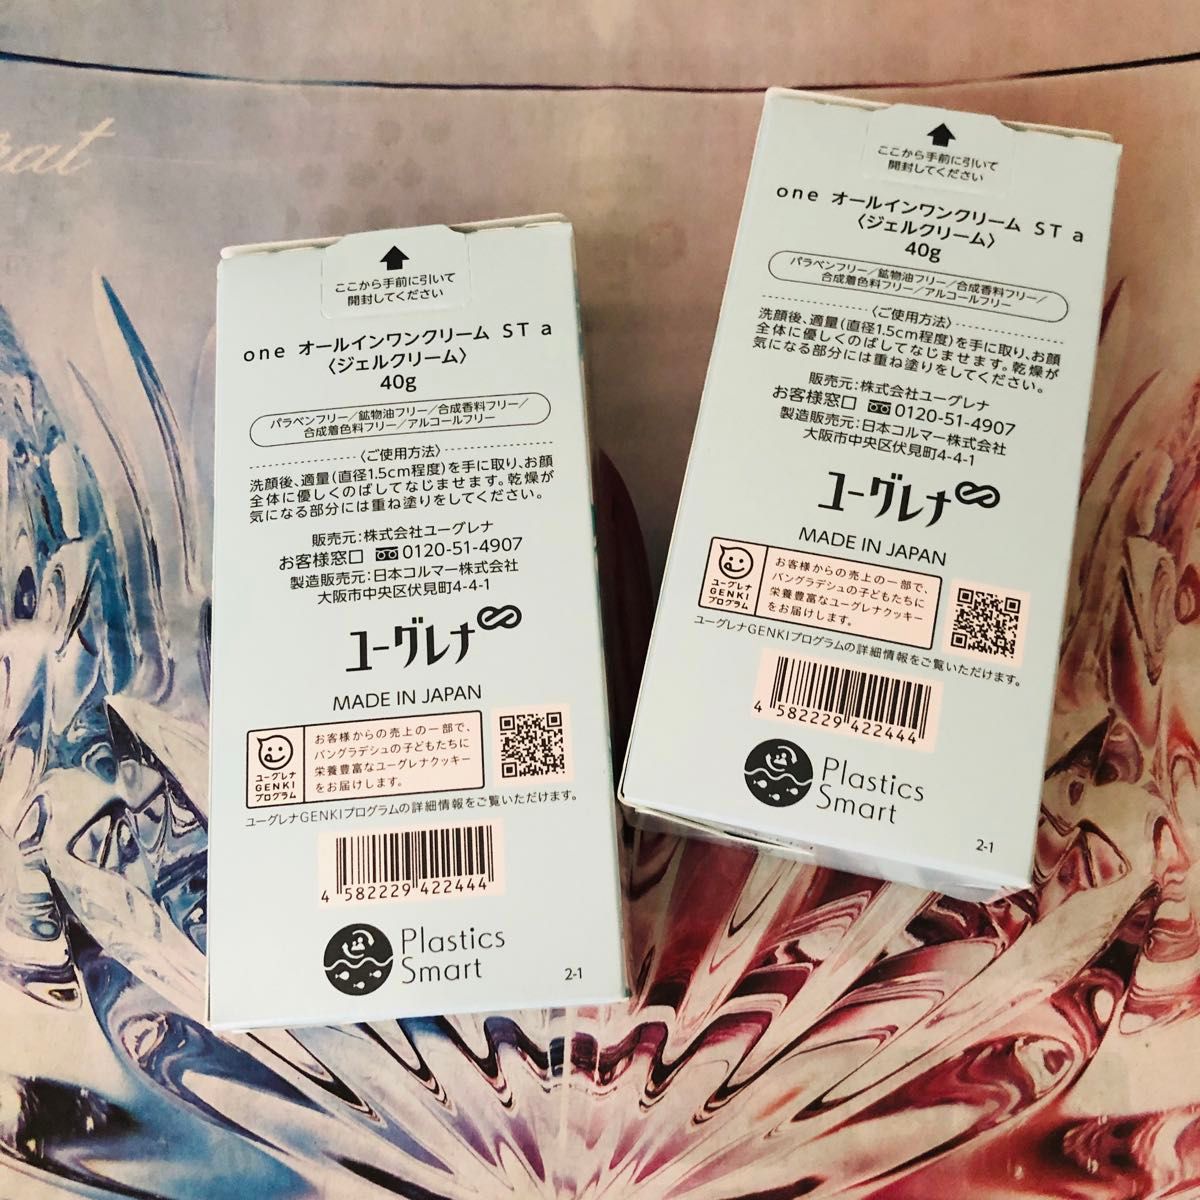 rat
ここから手前に引いて
開封してください
one オールインワンクリーム ST a
〈ジェルクリーム〉
40g
パラベンフリー／鉱物油フリー／合成香料フリー／
合成着色料フリー／アルコールフリー
〈ご使用方法〉
洗顔後、適量(直径1.5cm程度)を手に取り、お顔
全体に優しくのばしてなじませます。乾燥が
気になる部分には重ね塗りをしてください。
販売元:株式会社ユーグレナ
お客様窓口 0120-51-4907
製造販売元:日本コルマー株式会社
大阪市中央区伏見町4-4-1
ユーグレナ
MADE IN JAPAN
ユーグレナ
GENKI
プログラム
お客様からの売上の一部で、
バングラデシュの子どもたちに
栄養豊富なユーグレナクッキー
をお届けします。
ユーグレナGENKIプログラムの詳細情報をご覧いただけます。
4 582229 422444
Plastics
Smart
2-1
ここから手前に引いて
開封してください
one オールインワンクリーム ST a
〈ジェルクリーム〉
40g
パラベンフリー／鉱物油フリー／合成香料フリー／
合成着色料フリー／アルコールフリー
〈ご使用方法〉
洗顔後、適量(直径1.5cm程度)を手に取り、お顔
全体に優しくのばしてなじませます。乾燥が
気になる部分には重ね塗りをしてください。
販売元:株式会社ユーグレナ
お客様窓口 0120-51-4907
製造販売元:日本コルマー株式会社
大阪市中央区伏見町4-4-1
ユーグレナ
MADE IN JAPAN
ユーグレナ
GENKI
プログラム
お客様からの売上の一部で、
バングラデシュの子どもたちに
栄養豊富なユーグレナクッキー
をお届けします。
ユーグレナGENKIプログラムの詳細情報をご覧いただけます。
4 582229 422444
Plastics
Smart
2-1